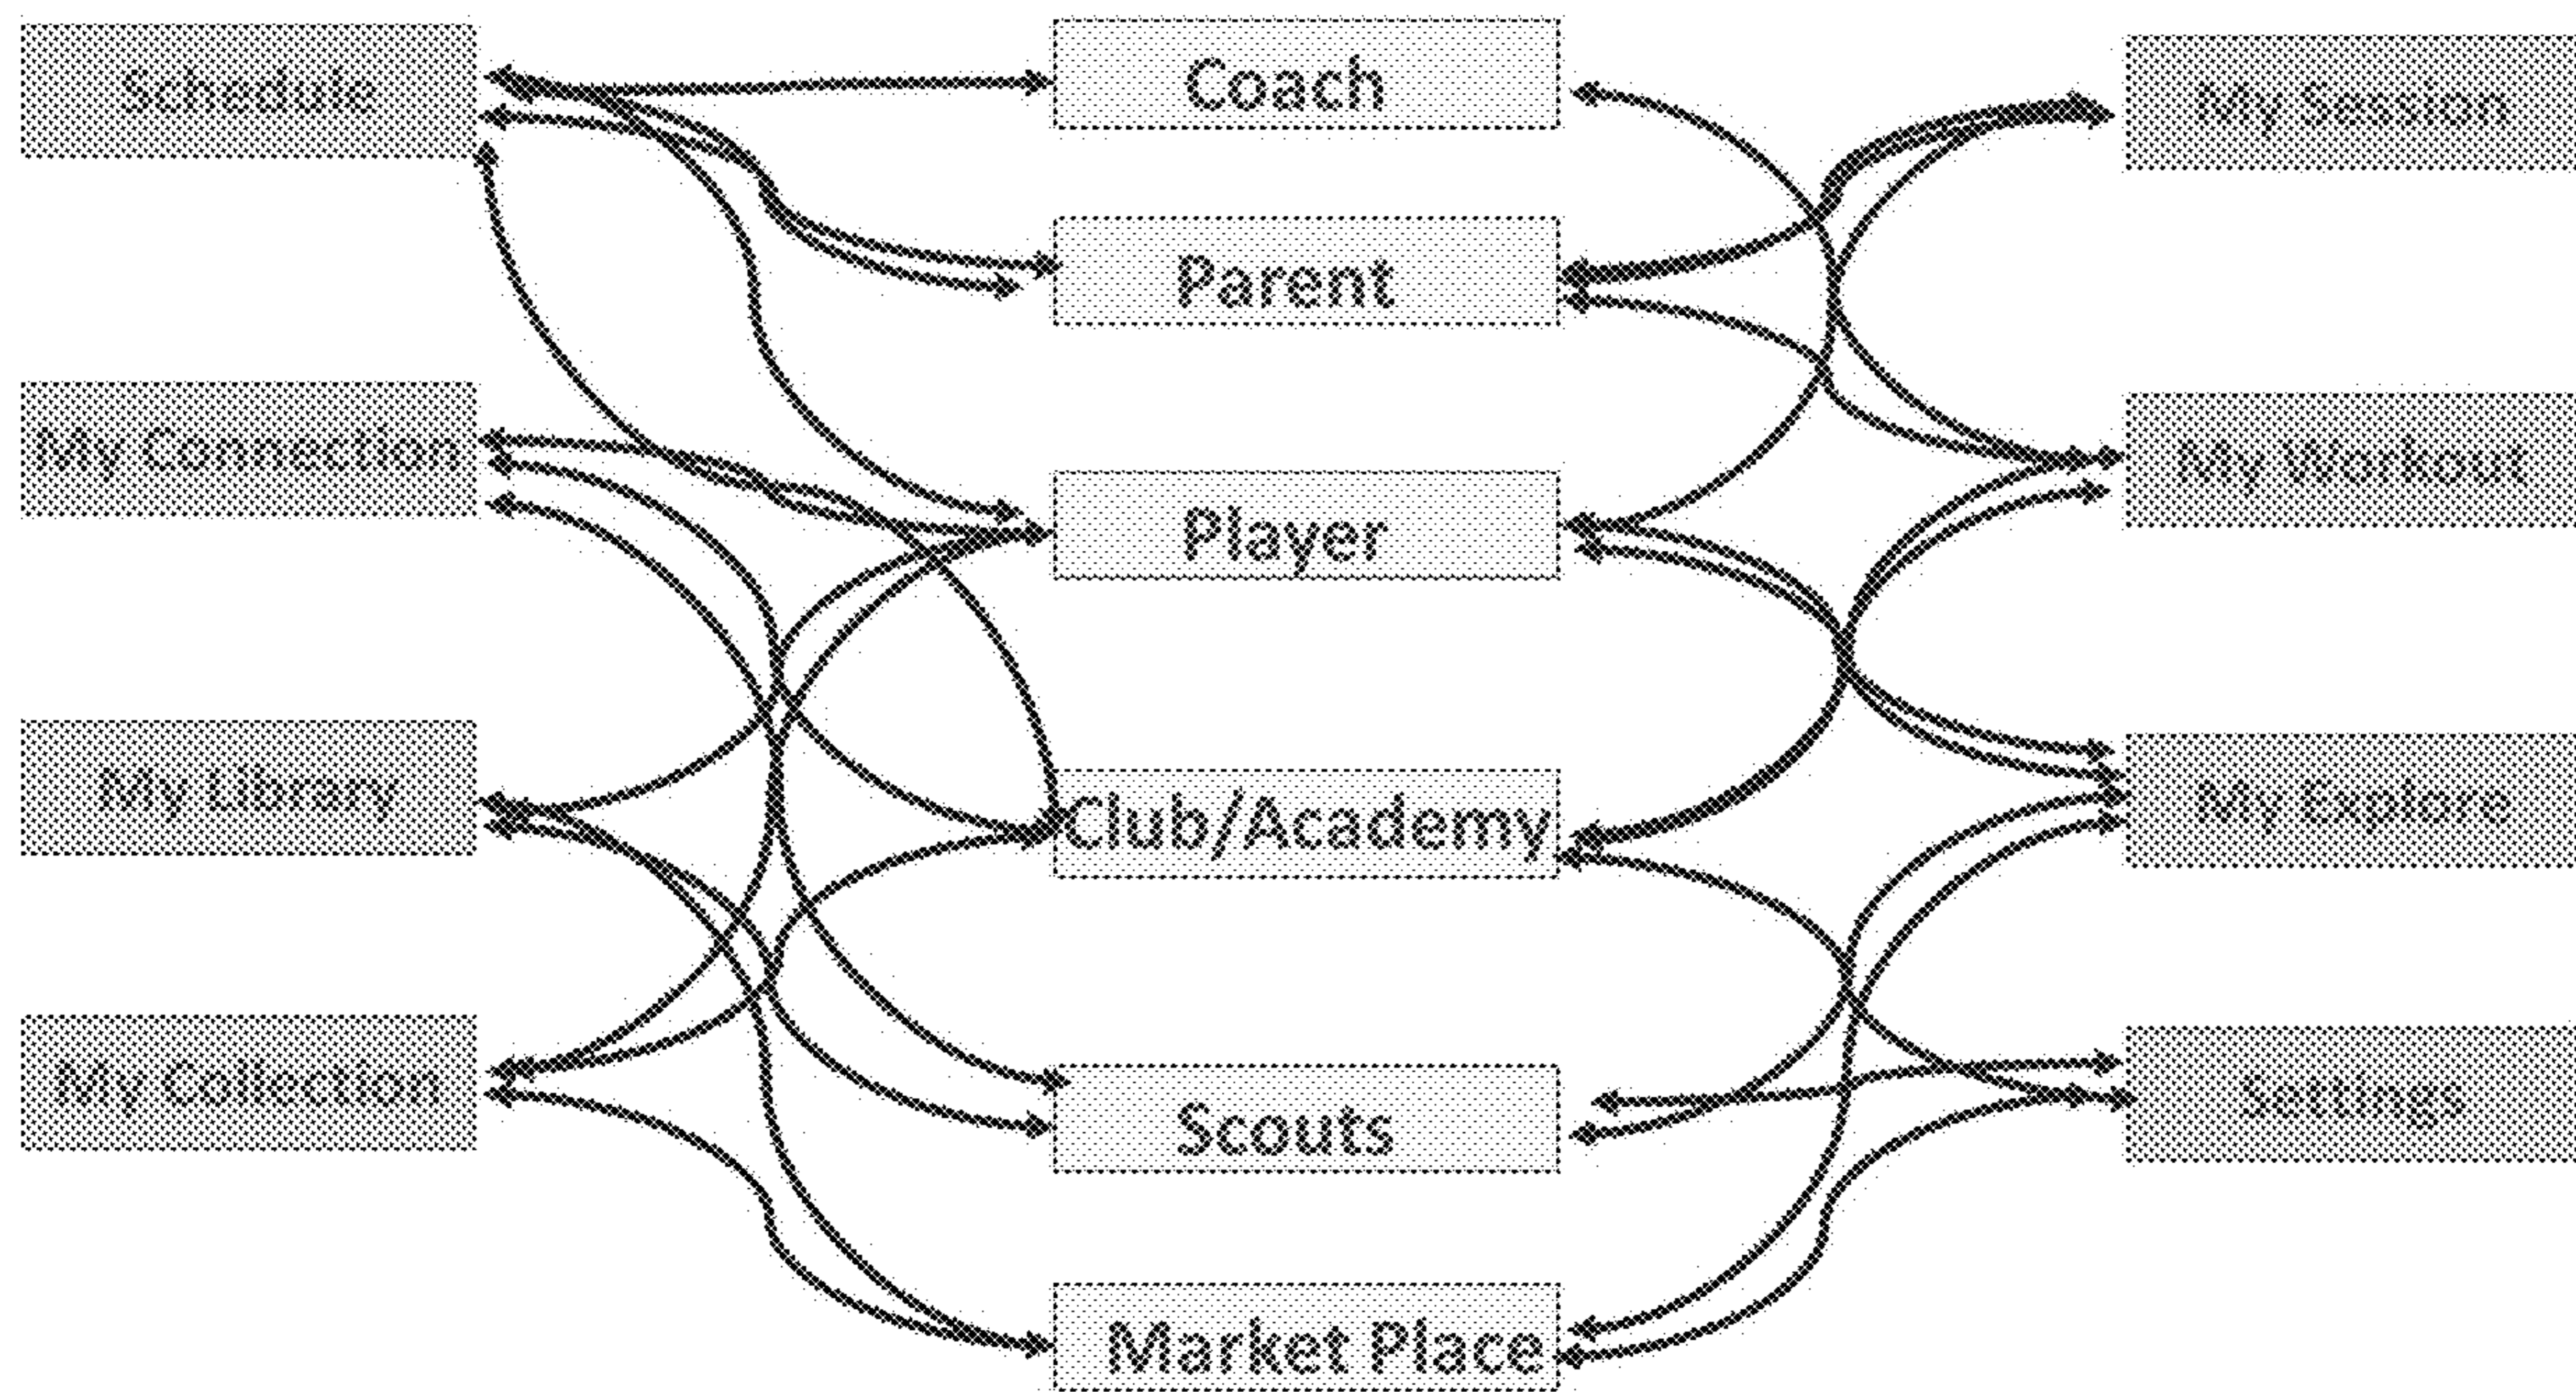 Schedule
My Connection
My Library
My Collection
Coach
Parent
Player
Club/Academy
Scouts
Market Place
My Session
My Workout
My Explore
Settings